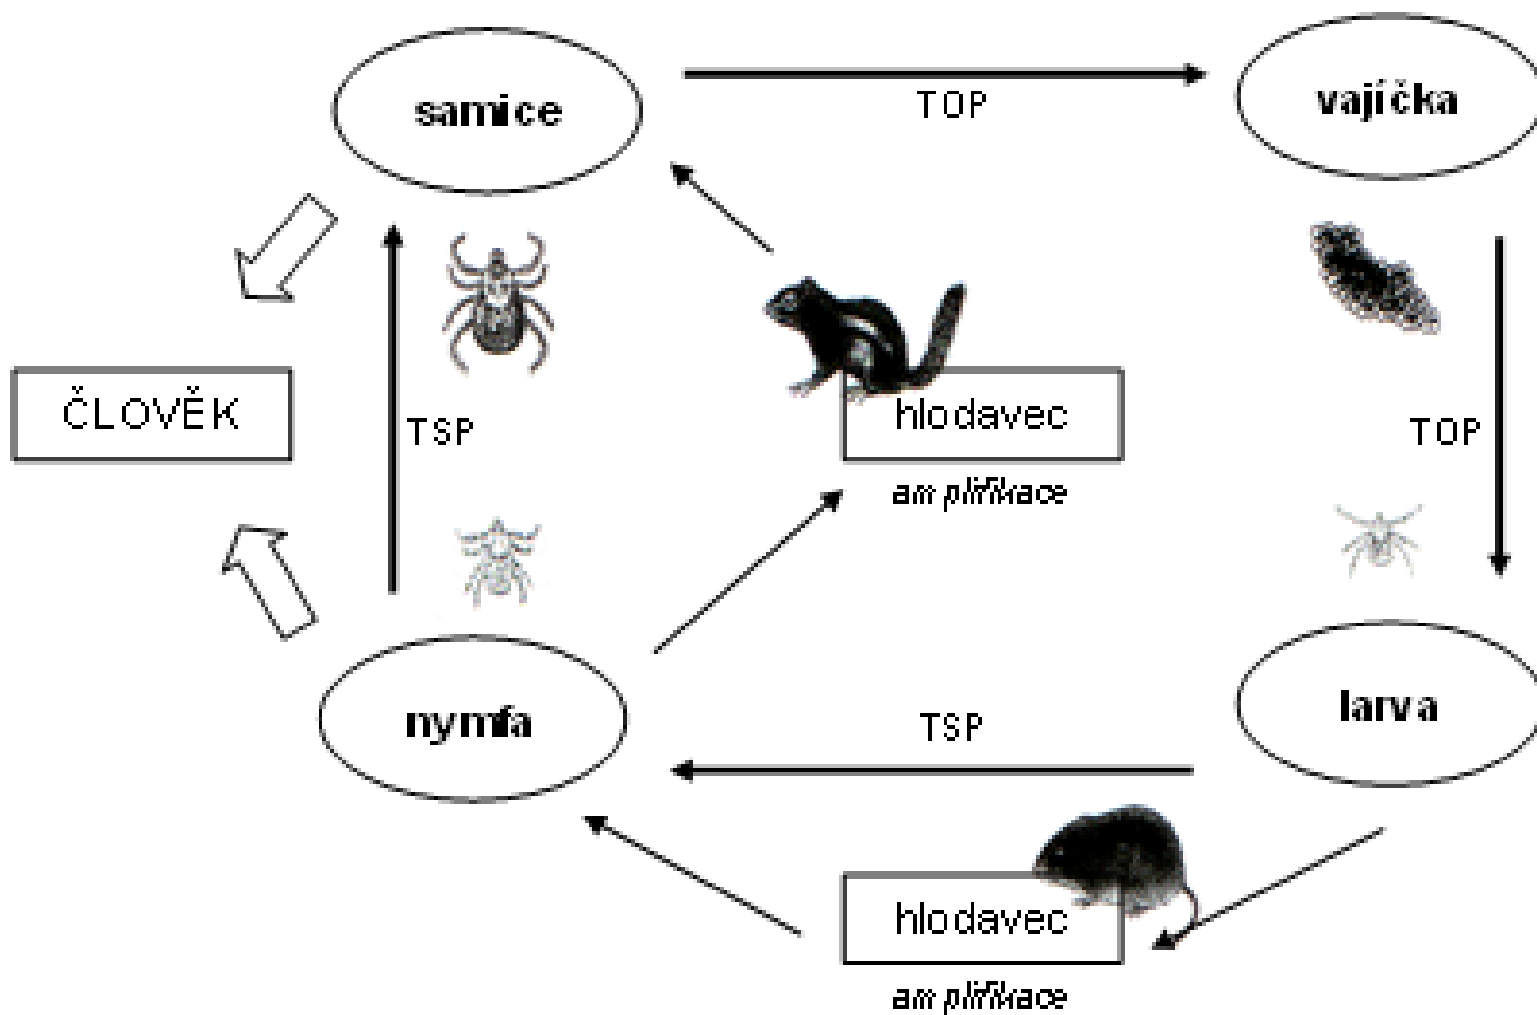 samice
TOP
vajíčka
ČLOVĚK
TSP
hlodavec
amplifikace
TOP
nymfa
TSP
larva
hlodavec
amplifikace